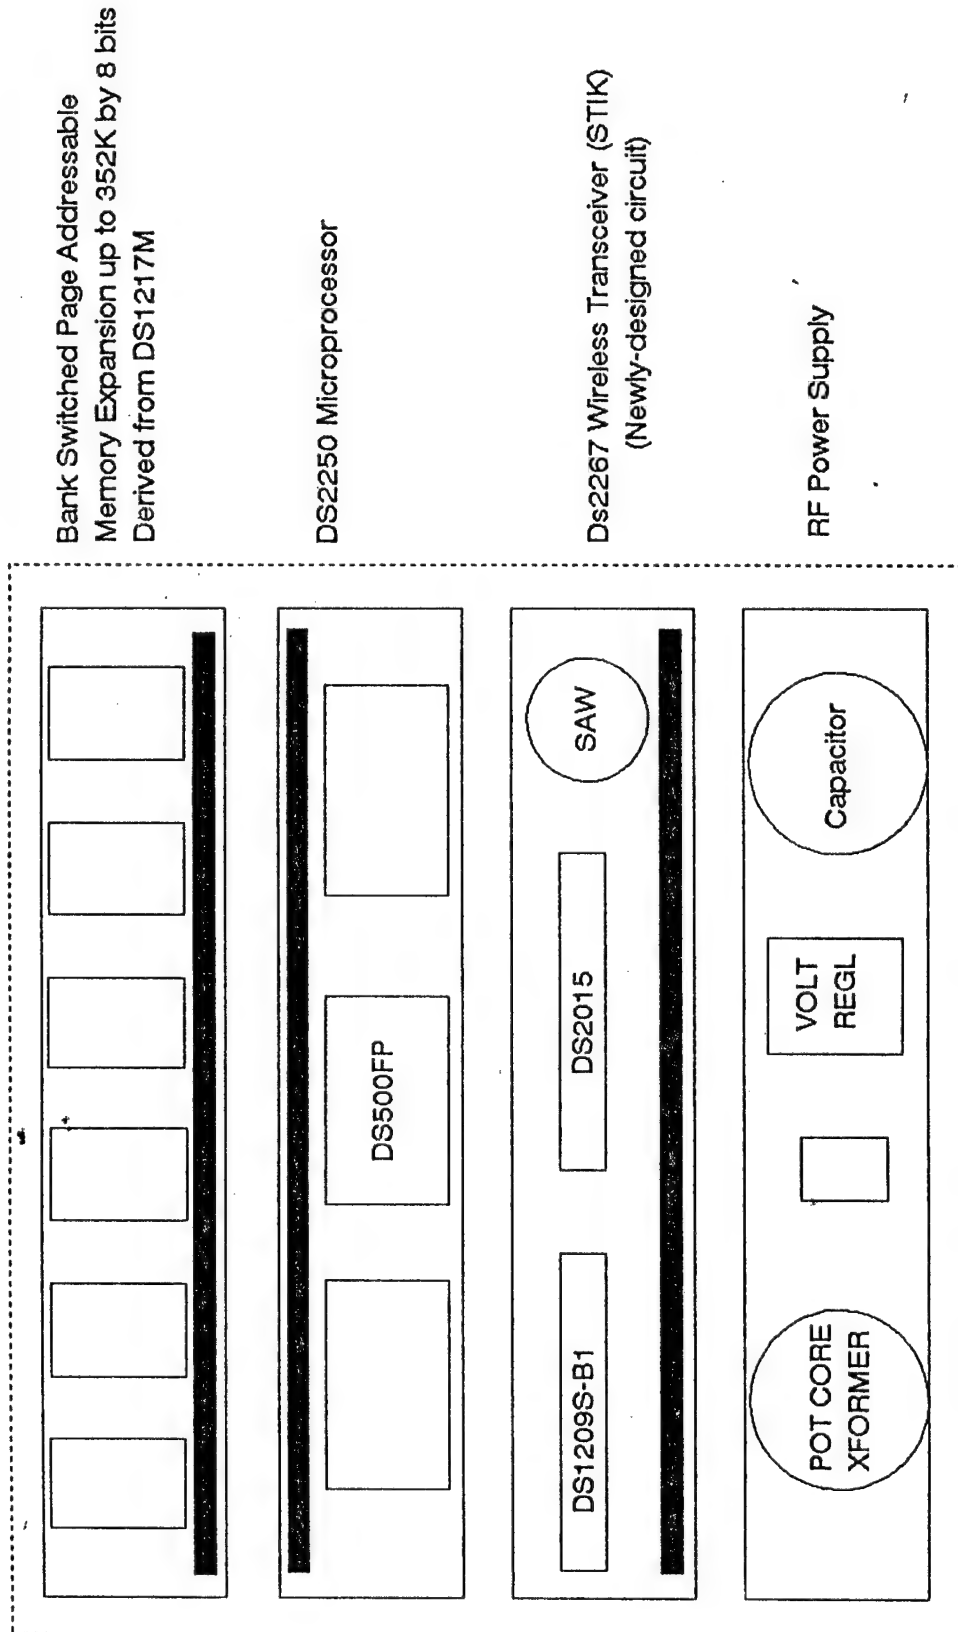 Bank Switched Page Addressable
Memory Expansion up to 352K by 8 bits
Derived from DS1217M
DS2250 Microprocessor
DS500FP
Ds2267 Wireless Transceiver (STIK)
(Newly-designed circuit)
DS1209S-B1
DS2015
SAW
RF Power Supply
POT CORE
XFORMER
VOLT
REGL
Capacitor